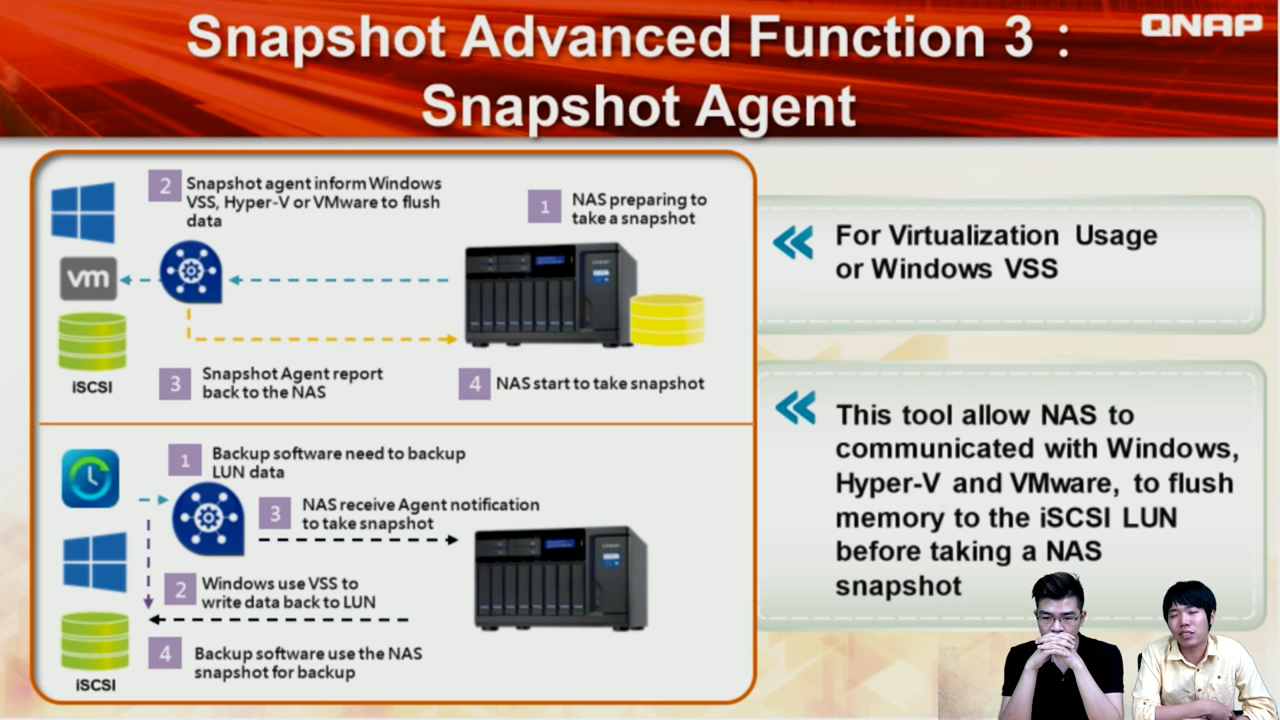 Snapshot Advanced Function 3 :
Snapshot Agent
QNAP
2
Snapshot agent inform Windows
VSS, Hyper-V or VMware to flush
data
1
NAS preparing to
take a snapshot
vm
iSCSI
3
Snapshot Agent report
back to the NAS
4
NAS start to take snapshot
1
Backup software need to backup
LUN data
3
NAS receive Agent notification
to take snapshot
2
Windows use VSS to
write data back to LUN
4
Backup software use the NAS
snapshot for backup
iSCSI
For Virtualization Usage
or Windows VSS
This tool allow NAS to
communicated with Windows,
Hyper-V and VMware, to flush
memory to the iSCSI LUN
before taking a NAS
snapshot